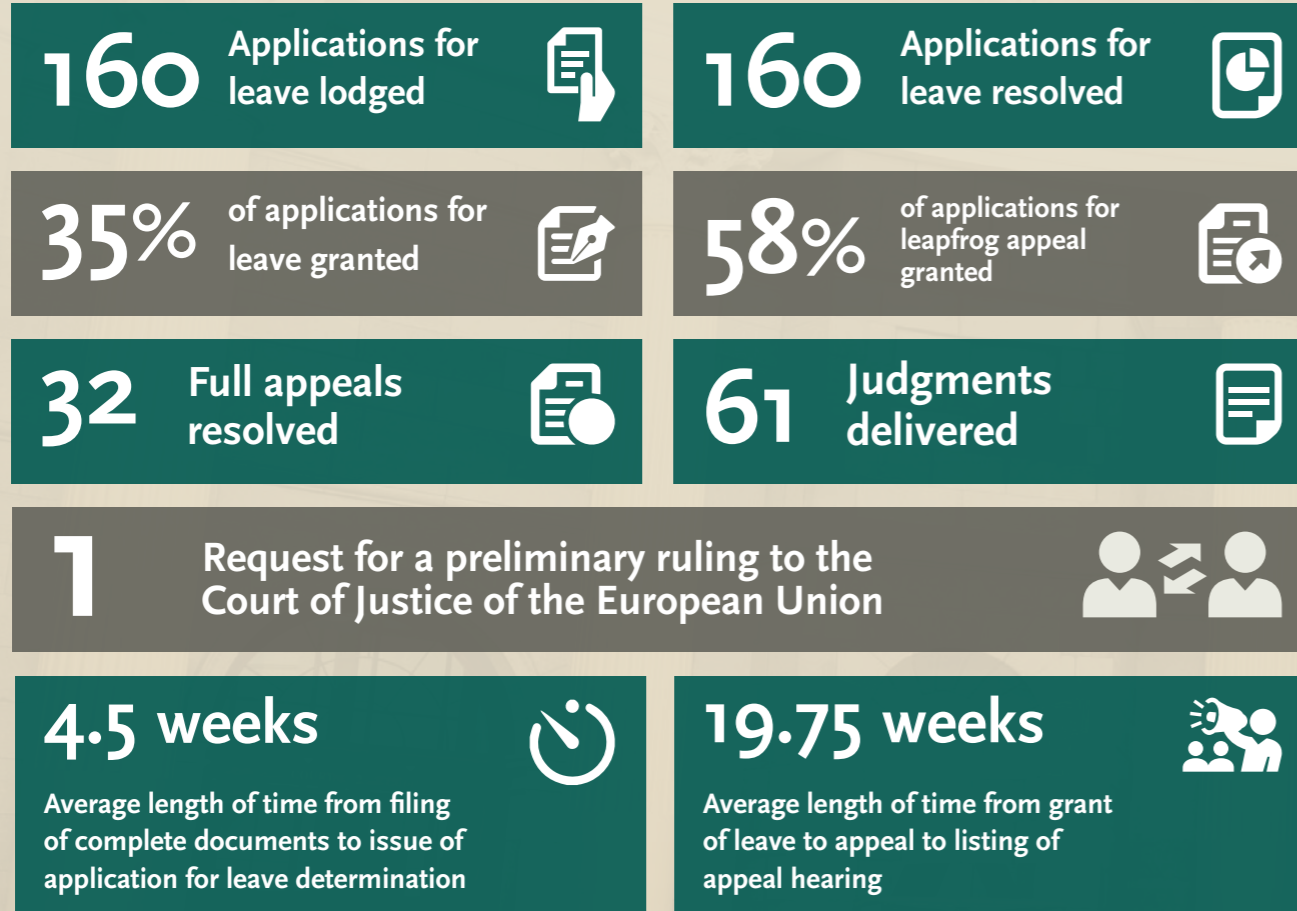 160 Applications for
leave lodged
160 Applications for
leave resolved
35% of applications for
leave granted
58% of applications for
leapfrog appeal
granted
32 Full appeals
resolved
61 Judgments
delivered
1 Request for a preliminary ruling to the
Court of Justice of the European Union
4.5 weeks
Average length of time from filing
of complete documents to issue of
application for leave determination
19.75 weeks
Average length of time from grant
of leave to appeal to listing of
appeal hearing